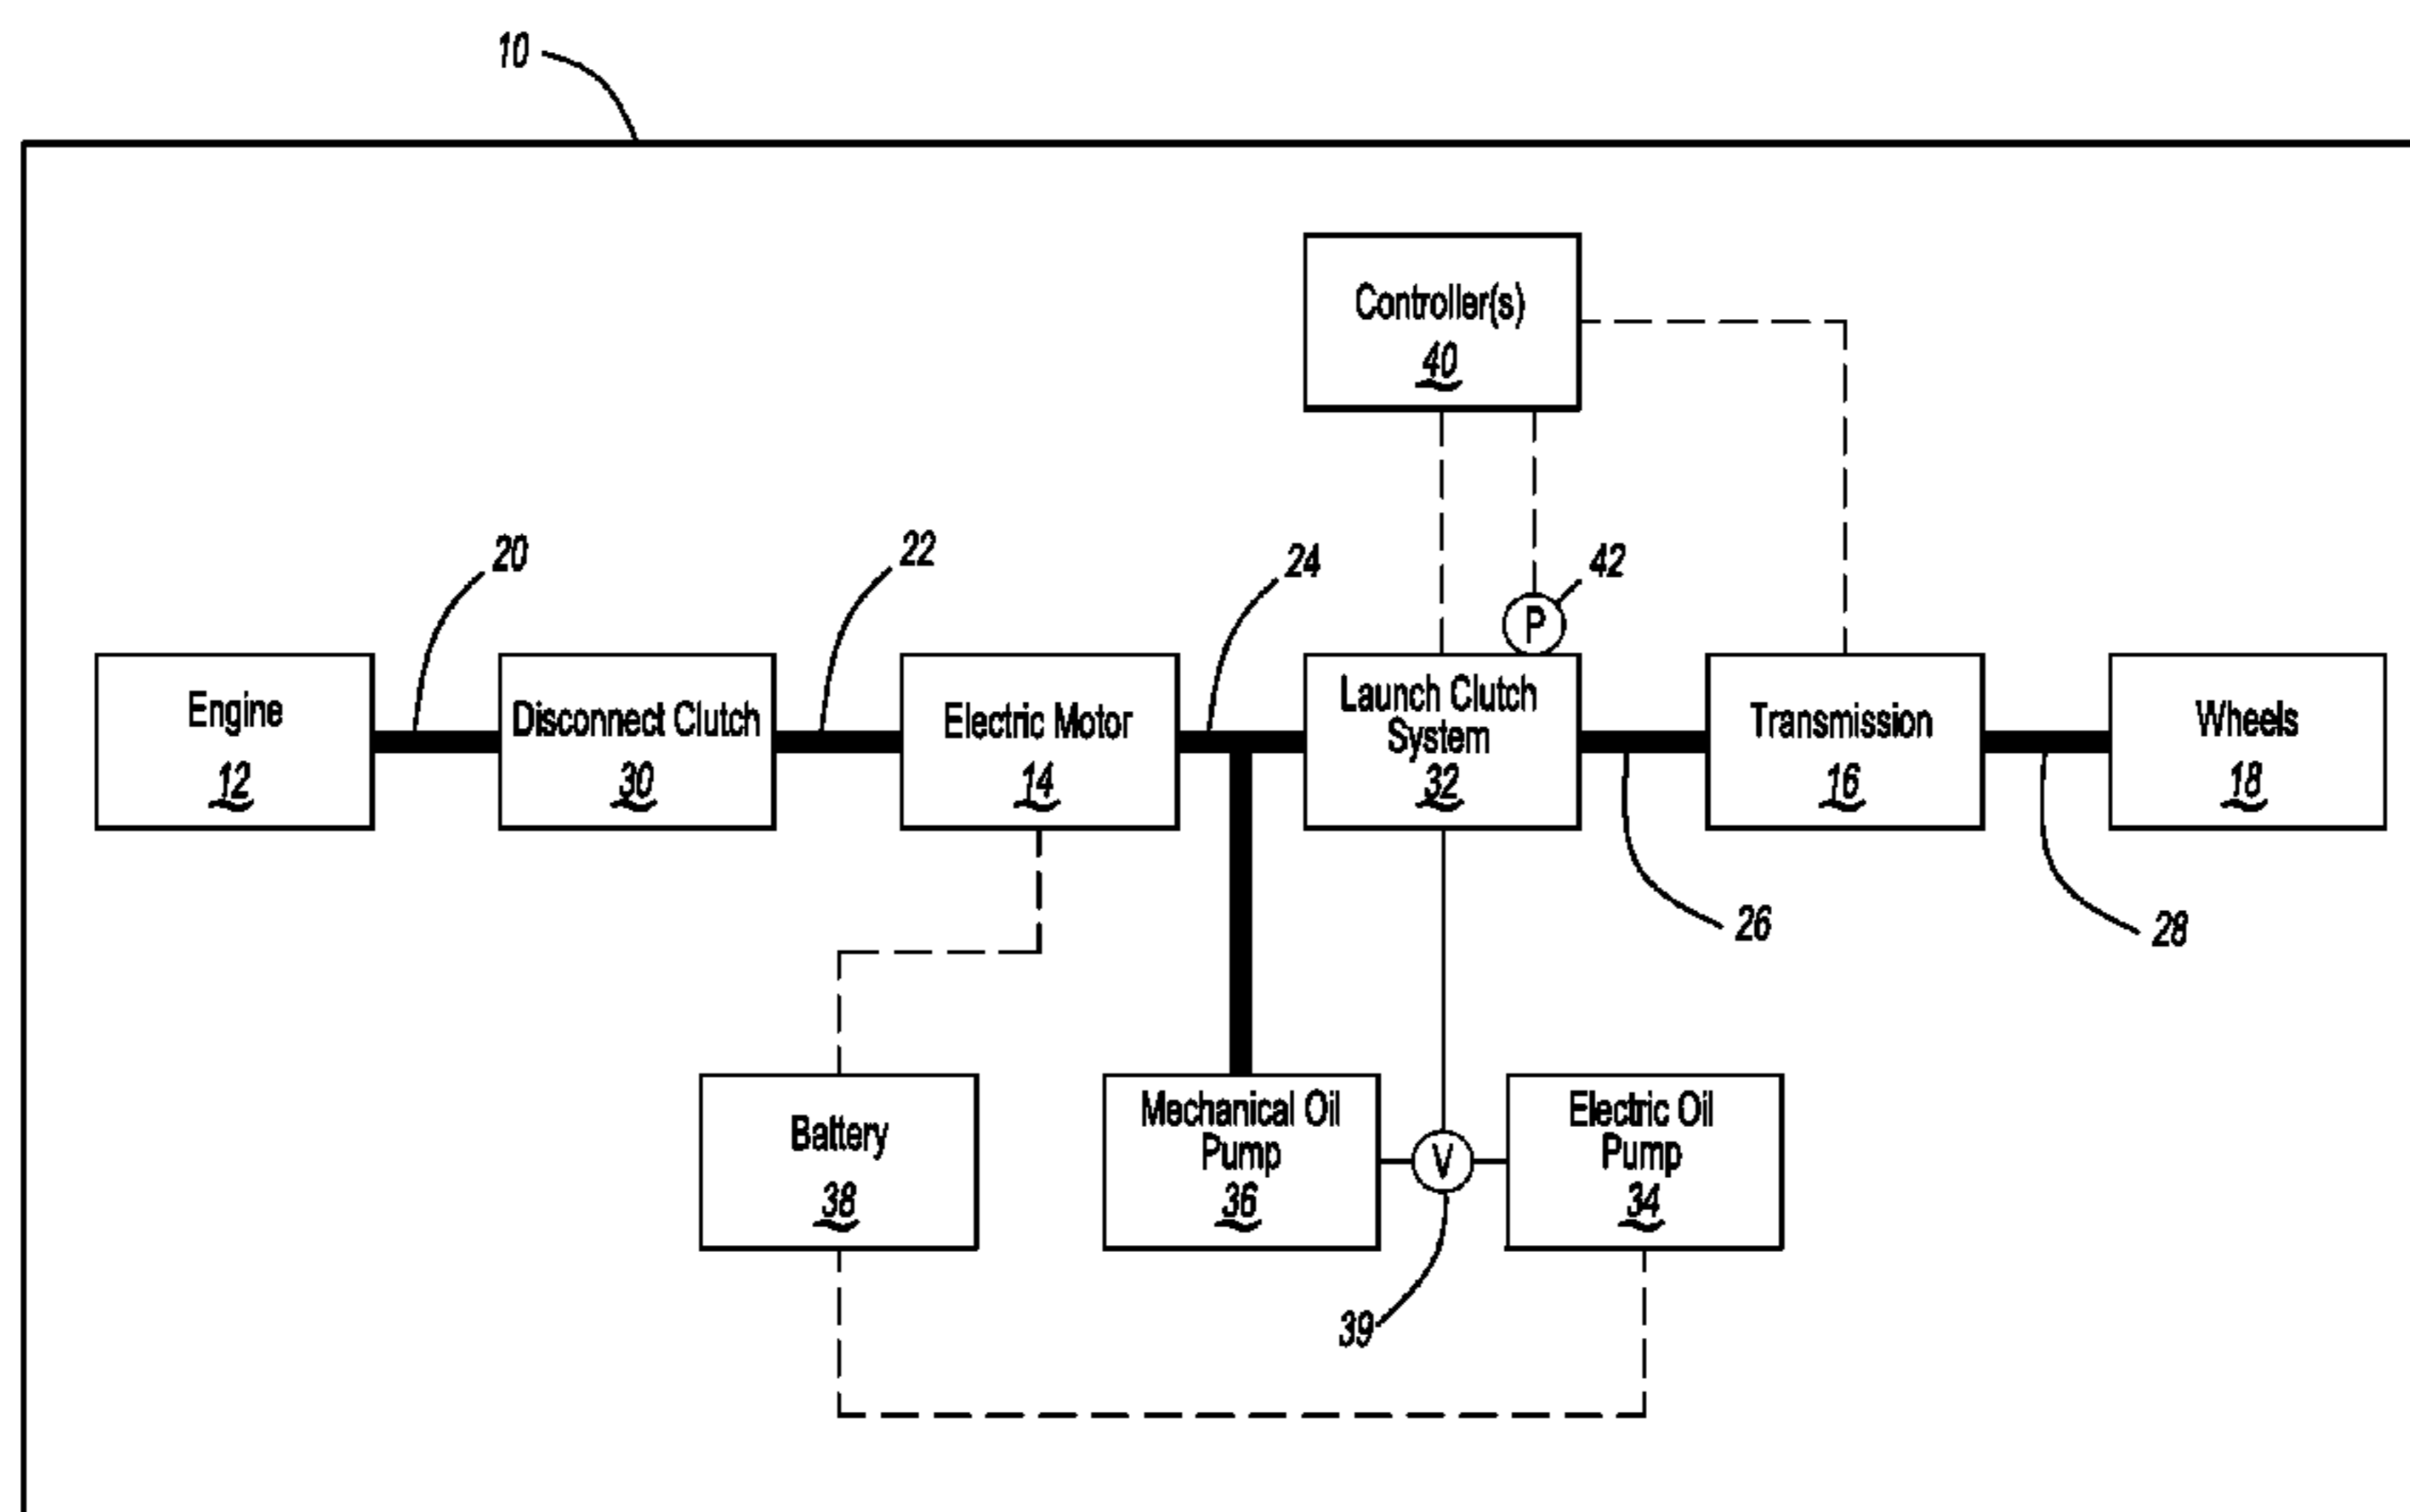 10
Controller(s)
40
20
22
24
42
P
Engine
12
Disconnect Clutch
30
Electric Motor
14
Launch Clutch
System
32
Transmission
16
Wheels
18
26
28
Battery
38
Mechanical Oil
Pump
36
V
Electric Oil
Pump
34
39